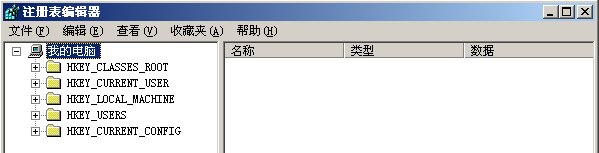 注册表编辑器
文件(F) 编辑(E) 查看(V) 收藏夹(A) 帮助(H)
我的电脑 名称 类型 数据
HKEY_CLASSES_ROOT
HKEY_CURRENT_USER
HKEY_LOCAL_MACHINE
HKEY_USERS
HKEY_CURRENT_CONFIG